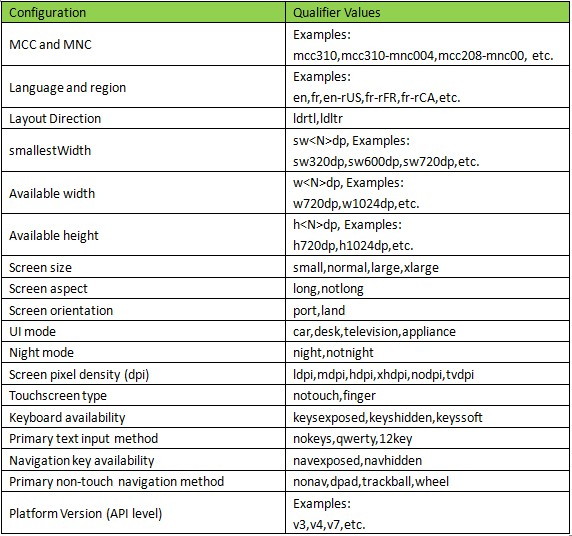 Configuration Qualifier Values
MCC and MNC Examples:
mcc310,mcc310-mnc004,mcc208-mnc00, etc.
Language and region Examples:
en,fr,en-rUS,fr-rFR,fr-rCA,etc.
Layout Direction ldrtl,ldltr
smallestWidth sw<N>dp, Examples:
sw320dp,sw600dp,sw720dp,etc.
Available width w<N>dp, Examples:
w720dp,w1024dp,etc.
Available height h<N>dp, Examples:
h720dp,h1024dp,etc.
Screen size small,normal,large,xlarge
Screen aspect long,notlong
Screen orientation port,land
UI mode car,desk,television,appliance
Night mode night,notnight
Screen pixel density (dpi) ldpi,mdpi,hdpi,xhdpi,nodpi,tvdpi
Touchscreen type notouch,finger
Keyboard availability keysexposed,keyshidden,keyssoft
Primary text input method nokeys,qwerty,12key
Navigation key availability navexposed,navhidden
Primary non-touch navigation method nonav,dpad,trackball,wheel
Platform Version (API level) Examples:
v3,v4,v7,etc.